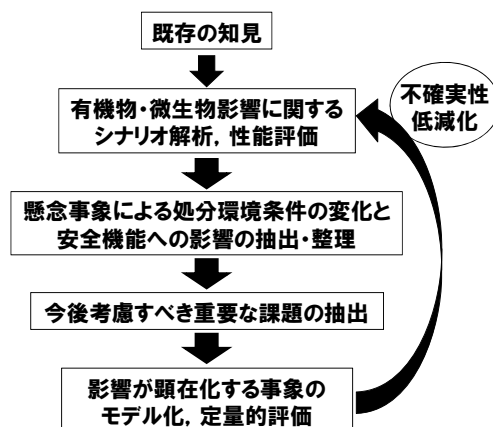 既存の知見
有機物・微生物影響に関する
シナリオ解析, 性能評価
不確実性
低減化
懸念事象による処分環境条件の変化と
安全機能への影響の抽出・整理
今後考慮すべき重要な課題の抽出
影響が顕在化する事象の
モデル化, 定量的評価